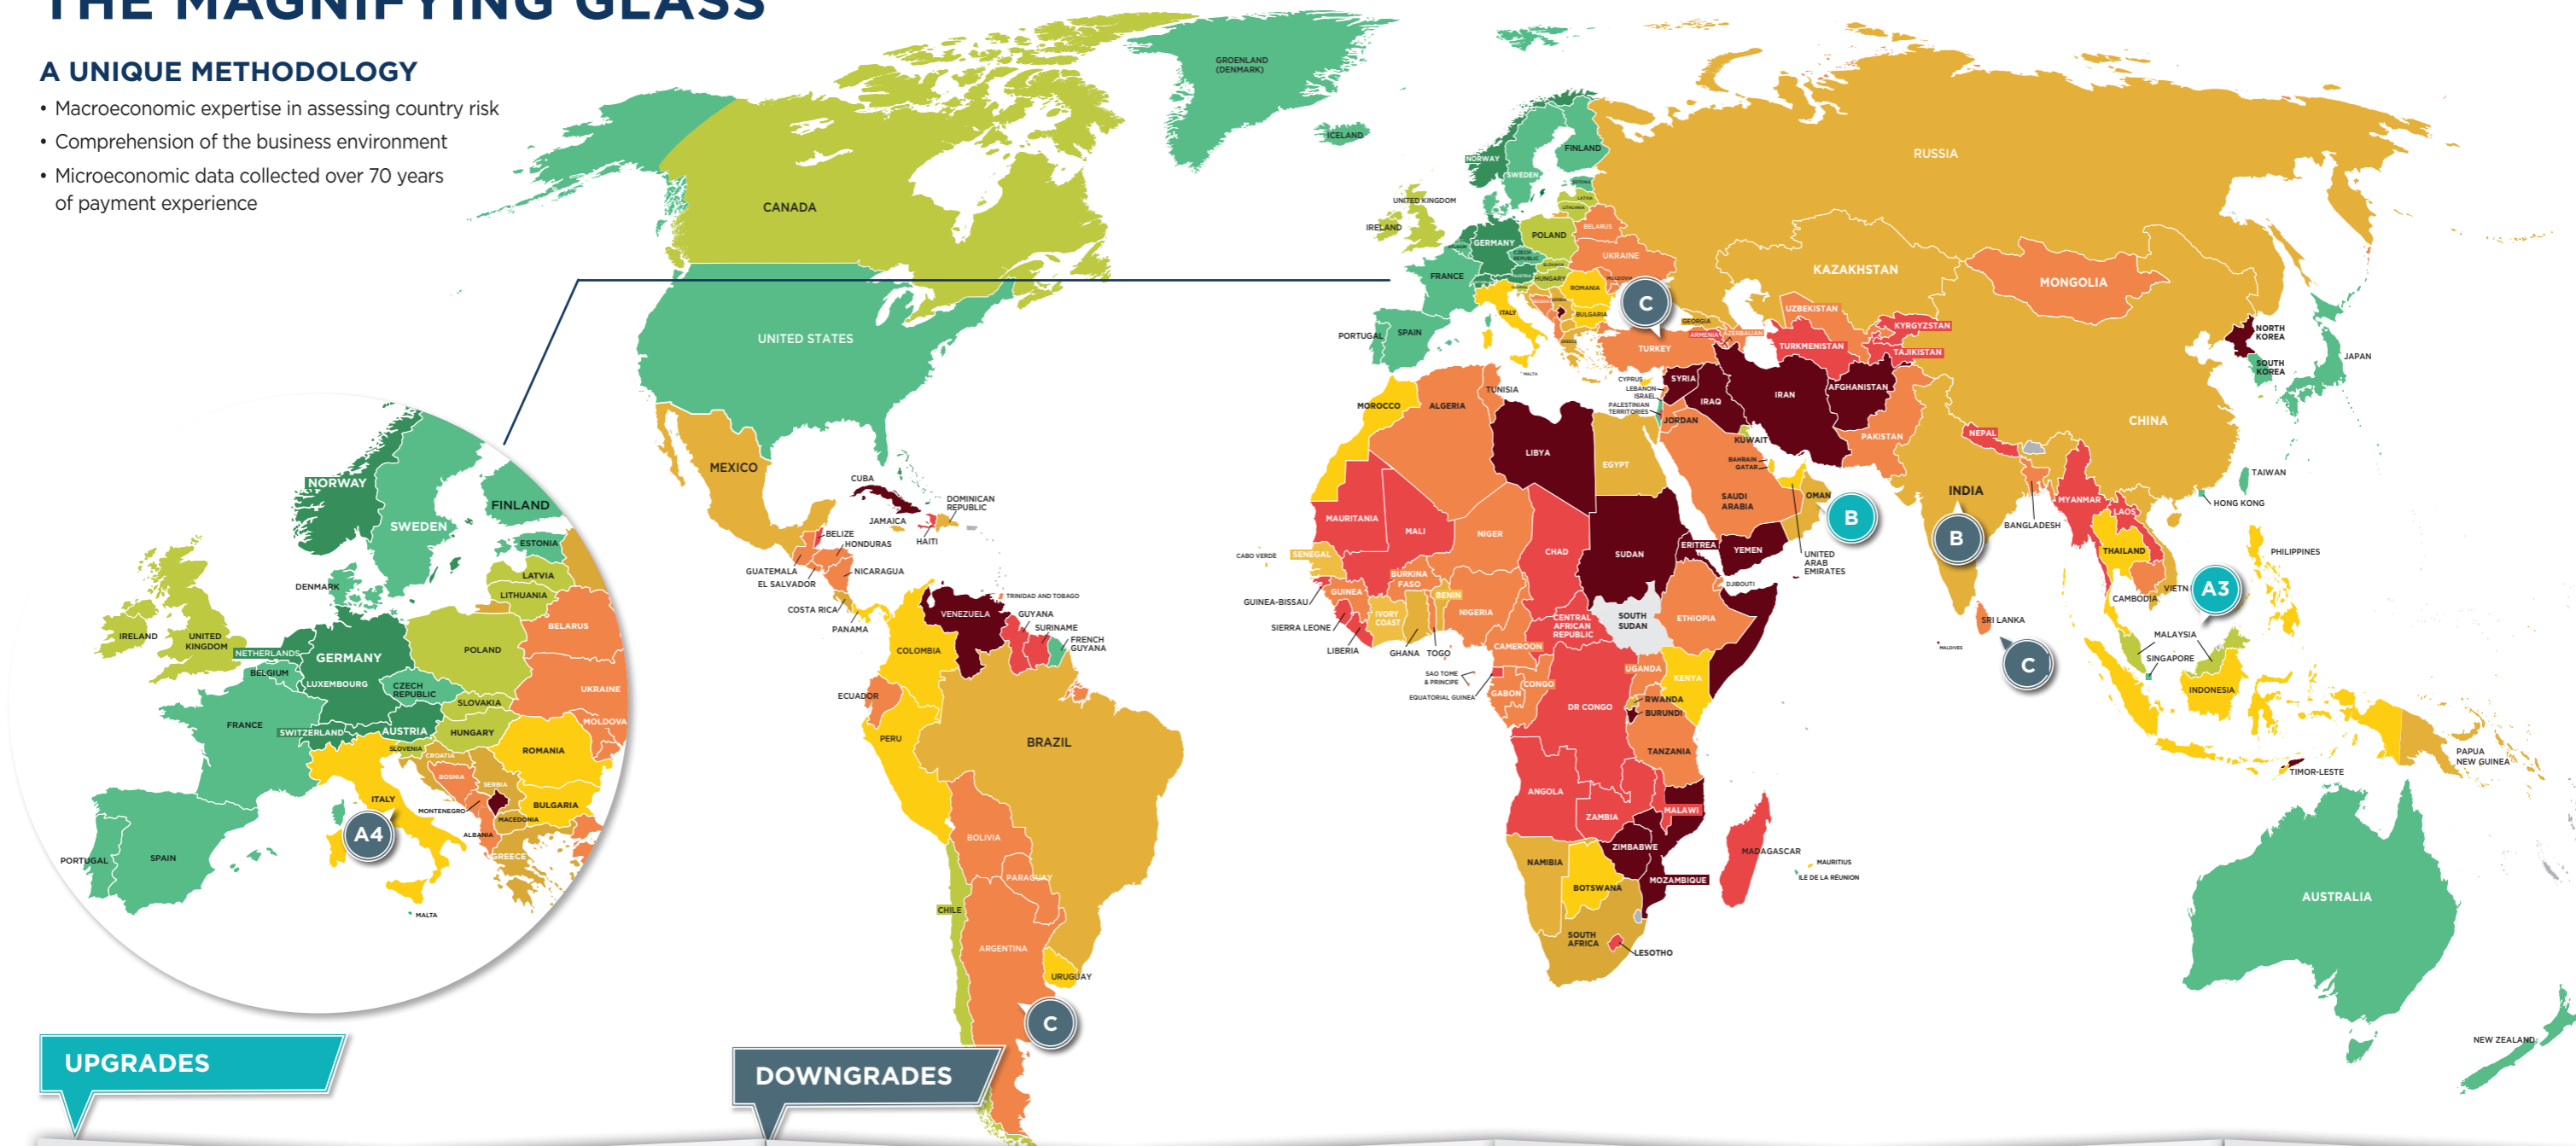 THE MAGNIFYING GLASS
A UNIQUE METHODOLOGY
• Macroeconomic expertise in assessing country risk
• Comprehension of the business environment
• Microeconomic data collected over 70 years
of payment experience
GROENLAND
(DENMARK)
ICELAND
CANADA
UNITED STATES
MEXICO
CUBA
JAMAICA
HAITI
DOMINICAN
REPUBLIC
BELIZE
HONDURAS
GUATEMALA
EL SALVADOR
NICARAGUA
COSTA RICA
PANAMA
TRINIDAD AND TOBAGO
VENEZUELA
GUYANA
SURINAME
FRENCH
GUYANA
COLOMBIA
ECUADOR
PERU
BRAZIL
BOLIVIA
PARAGUAY
CHILE
ARGENTINA
URUGUAY
C
NORWAY
SWEDEN
FINLAND
ESTONIA
LATVIA
LITHUANIA
DENMARK
IRELAND
UNITED
KINGDOM
NETHERLANDS
BELGIUM
LUXEMBOURG
GERMANY
POLAND
BELARUS
UKRAINE
CZECH
REPUBLIC
SLOVAKIA
FRANCE
SWITZERLAND
AUSTRIA
HUNGARY
MOLDOVA
ROMANIA
SLOVENIA
CROATIA
BOSNIA
SERBIA
ITALY
MONTENEGRO
BULGARIA
MACEDONIA
ALBANIA
GREECE
A4
PORTUGAL
SPAIN
MALTA
NORWAY
SWEDEN
FINLAND
LATVIA
LITHUANIA
UNITED KINGDOM
IRELAND
GERMANY
POLAND
BELARUS
UKRAINE
CZECH
REPUBLIC
FRANCE
HUNGARY
ROMANIA
ITALY
BULGARIA
PORTUGAL
SPAIN
MALTA
C
RUSSIA
KAZAKHSTAN
MONGOLIA
GEORGIA
ARMENIA
AZERBAIJAN
TURKEY
UZBEKISTAN
TURKMENISTAN
KYRGYZSTAN
TAJIKISTAN
CYPRUS
LEBANON
ISRAEL
PALESTINIAN
TERRITORIES
SYRIA
IRAQ
JORDAN
IRAN
AFGHANISTAN
PAKISTAN
KUWAIT
BAHRAIN
QATAR
SAUDI
ARABIA
OMAN
B
UNITED
ARAB
EMIRATES
YEMEN
NORTH
KOREA
SOUTH
KOREA
JAPAN
CHINA
TAIWAN
HONG KONG
NEPAL
INDIA
B
BANGLADESH
MYANMAR
LAOS
THAILAND
VIETN
CAMBODIA
A3
PHILIPPINES
SRI LANKA
C
MALDIVES
MALAYSIA
SINGAPORE
INDONESIA
PAPUA
NEW GUINEA
TIMOR-LESTE
AUSTRALIA
NEW ZEALAND
MOROCCO
ALGERIA
TUNISIA
LIBYA
EGYPT
MAURITANIA
MALI
NIGER
CHAD
SUDAN
ERITREA
DJIBOUTI
CABO VERDE
SENEGAL
GUINEA-BISSAU
GUINEA
SIERRA LEONE
LIBERIA
IVORY
COAST
BURKINA
FASO
BENIN
GHANA
TOGO
NIGERIA
CAMEROON
CENTRAL
AFRICAN
REPUBLIC
SOUTH
SUDAN
ETHIOPIA
SAO TOME
& PRINCIPE
EQUATORIAL GUINEA
GABON
CONGO
DR CONGO
UGANDA
KENYA
RWANDA
BURUNDI
TANZANIA
ANGOLA
ZAMBIA
MALAWI
ZIMBABWE
MOZAMBIQUE
NAMIBIA
BOTSWANA
SOUTH
AFRICA
LESOTHO
MADAGASCAR
MAURITIUS
ILE DE LA RÉUNION
UPGRADES
DOWNGRADES